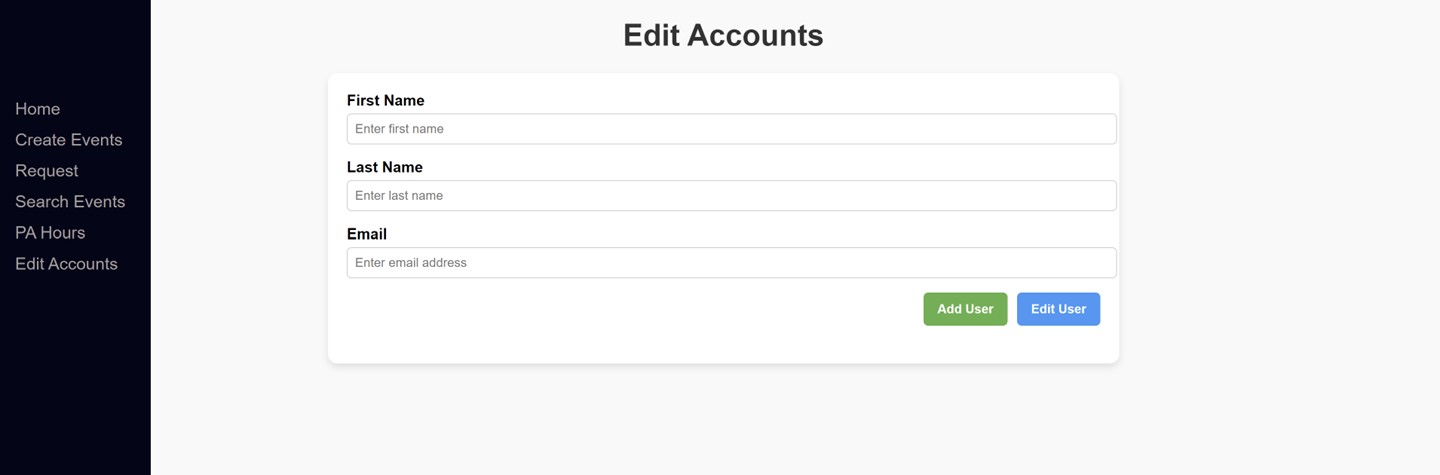 Home
Create Events
Request
Search Events
PA Hours
Edit Accounts
Edit Accounts
First Name
Enter first name
Last Name
Enter last name
Email
Enter email address
Add User
Edit User